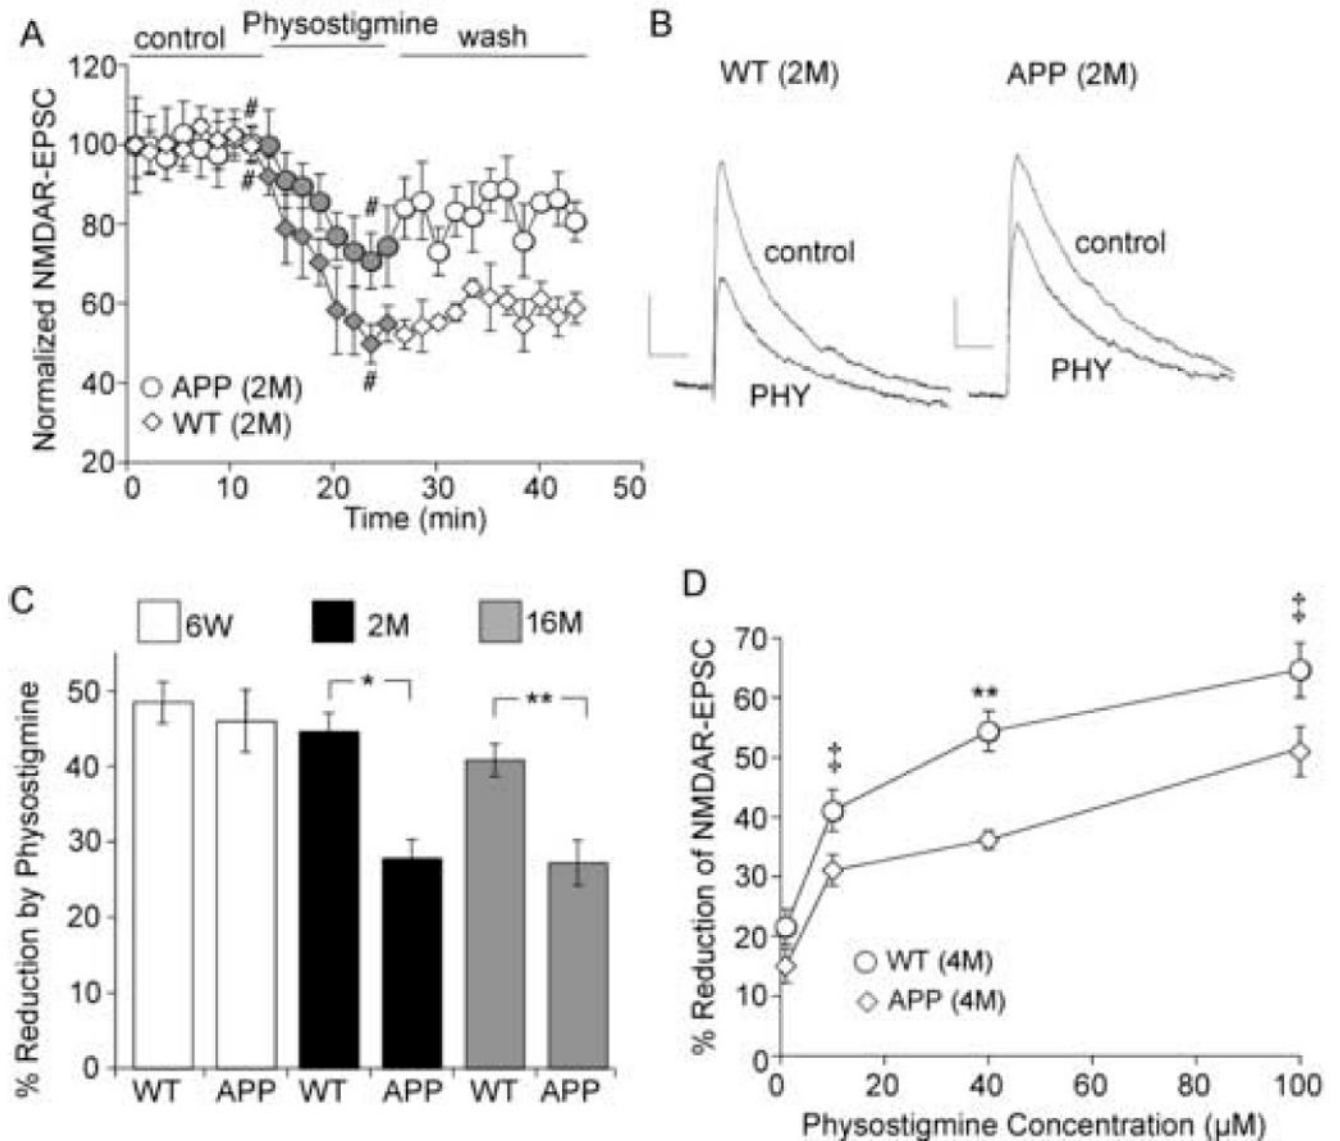 A
Physostigmine
control
wash
Normalized NMDAR-EPSC
120
100
80
60
40
20
#
#
#
#
APP (2M)
WT (2M)
0 10 20 30 40 50
Time (min)
B
WT (2M)
APP (2M)
control
PHY
control
PHY
C
6W 2M 16M
% Reduction by Physostigmine
50
40
30
20
10
0
*
**
WT APP WT APP WT APP
D
% Reduction of NMDAR-EPSC
70
60
50
40
30
20
10
0
‡
**
‡
WT (4M)
APP (4M)
0 20 40 60 80 100
Physostigmine Concentration (µM)